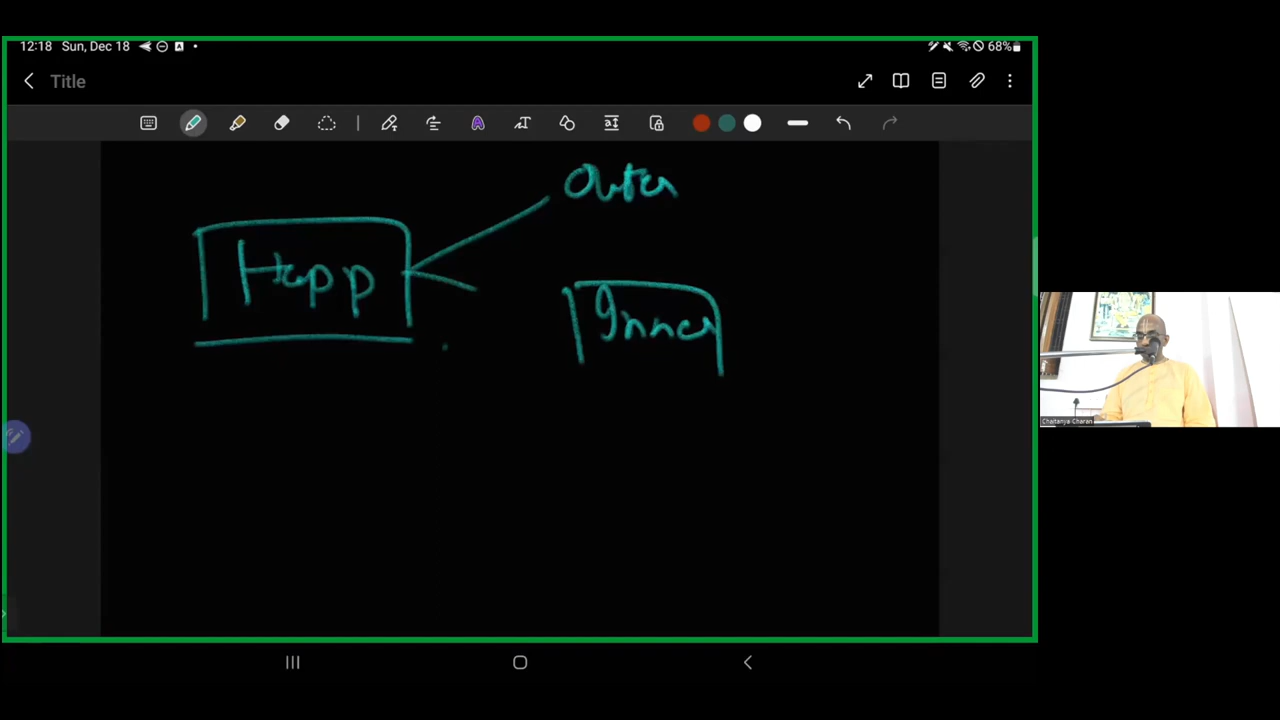 12:18 Sun, Dec 18
68%
Title
Outer
Happ
Inner
Chaitanya Charan